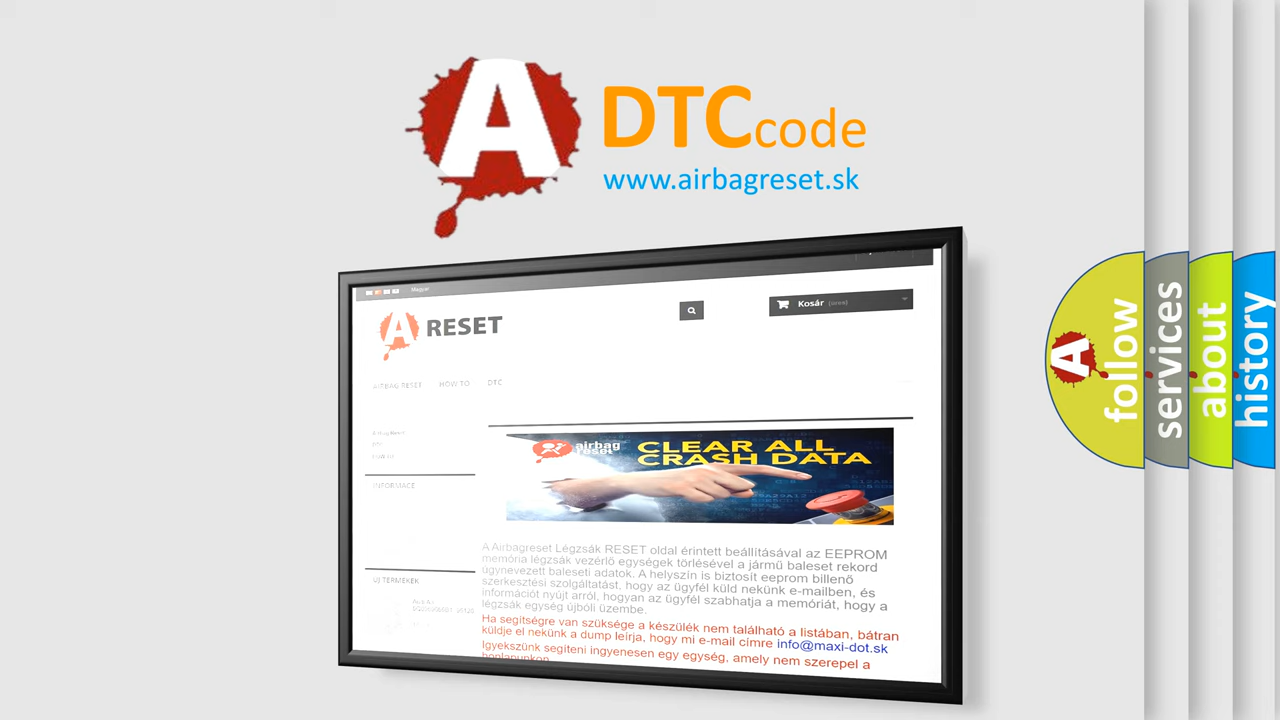 A
DTCcode
www.airbagreset.sk
Magyar
A RESET
Kosár (üres)
AIRBAG RESET HOW TO DTC
INFORMACE
ÚJ TERMÉKEK
airbag
reset
CLEAR ALL
CRASH DATA
A Airbagreset Légzsák RESET oldal érintett beállításával az EEPROM
memória légzsák vezérlő egységek törlésével a jármű baleset rekord
úgynevezett baleseti adatok. A helyszín is biztosít eeprom billenő
szerkesztési szolgáltatást, hogy az ügyfél küld nekünk e-mailben, és
információt nyújt arról, hogyan az ügyfél szabhatja a memóriát, hogy a
légzsák egység újbóli üzembe.
Ha segítségre van szüksége a készülék nem található a listában, bátran
küldje el nekünk a dump leírja, hogy mi e-mail címre info@maxi-dot.sk
Igyekszünk segíteni ingyenesen egy egység, amely nem szerepel a
honlapunkon
A
follow
services
about
history